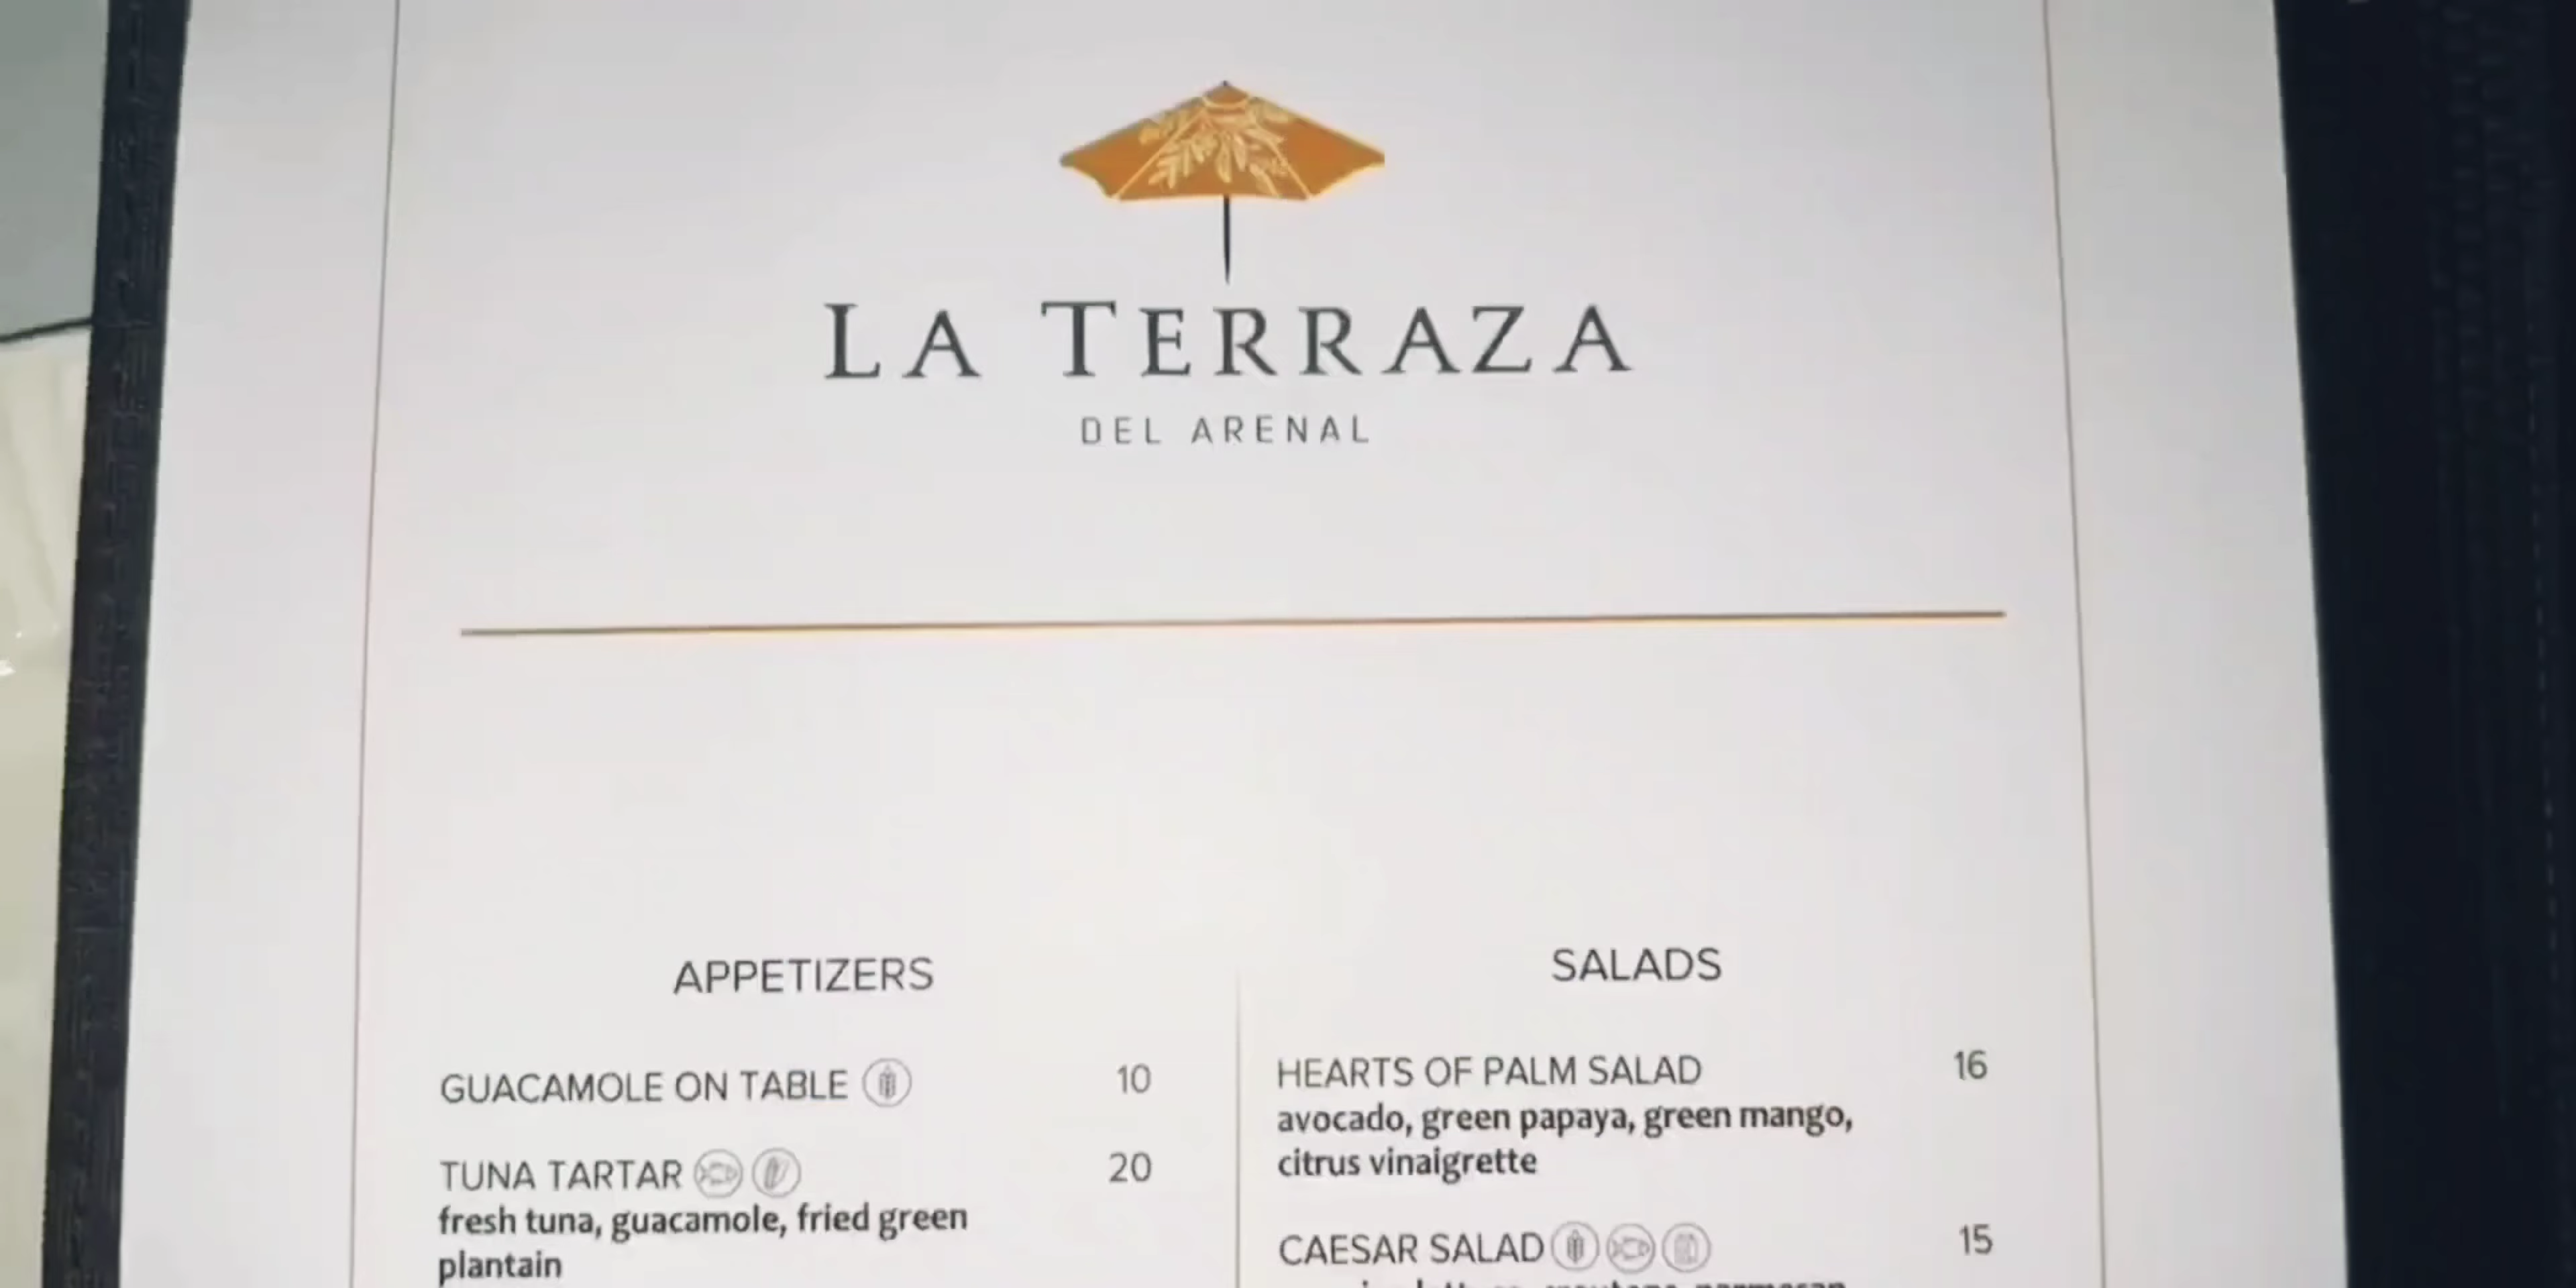 LA TERRAZA
DEL ARENAL
APPETIZERS
GUACAMOLE ON TABLE 10
TUNA TARTAR 20
fresh tuna, guacamole, fried green
plantain
SALADS
HEARTS OF PALM SALAD 16
avocado, green papaya, green mango,
citrus vinaigrette
CAESAR SALAD 15